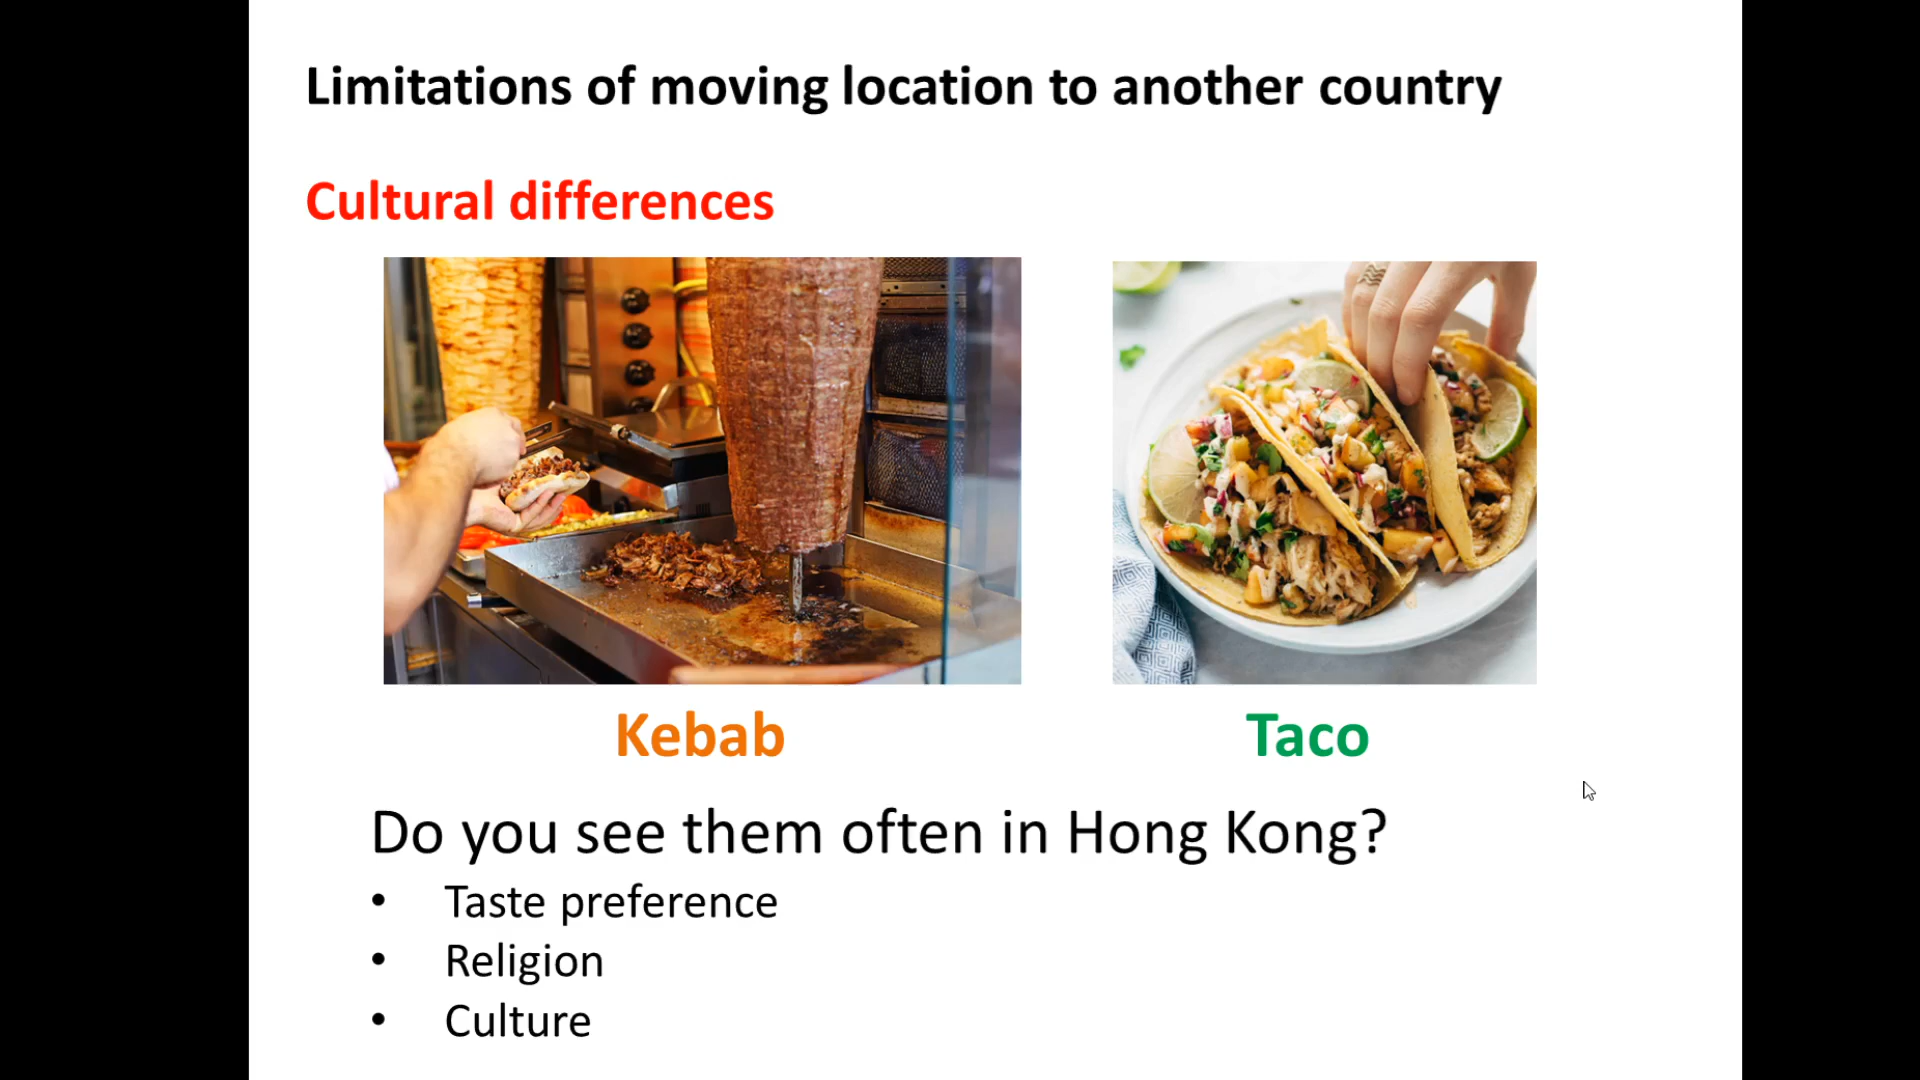 Limitations of moving location to another country
Cultural differences
Kebab
Taco
Do you see them often in Hong Kong?
• Taste preference
• Religion
• Culture